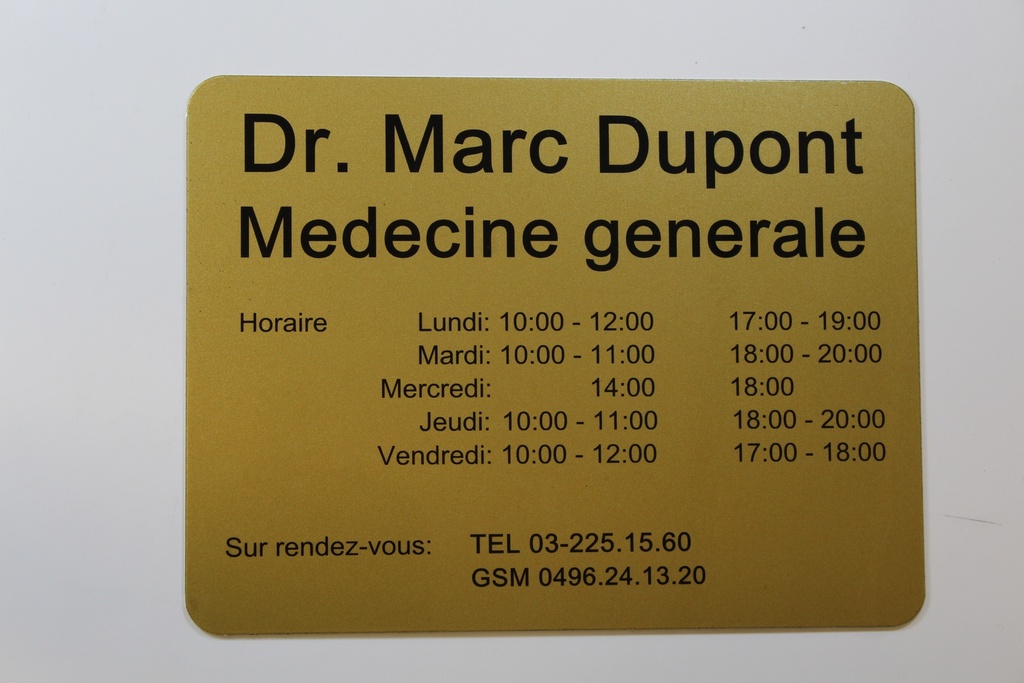 Dr. Marc Dupont
Medecine generale
Horaire Lundi: 10:00 - 12:00 17:00 - 19:00
Mardi: 10:00 - 11:00 18:00 - 20:00
Mercredi: 14:00 18:00
Jeudi: 10:00 - 11:00 18:00 - 20:00
Vendredi: 10:00 - 12:00 17:00 - 18:00
Sur rendez-vous: TEL 03-225.15.60
GSM 0496.24.13.20